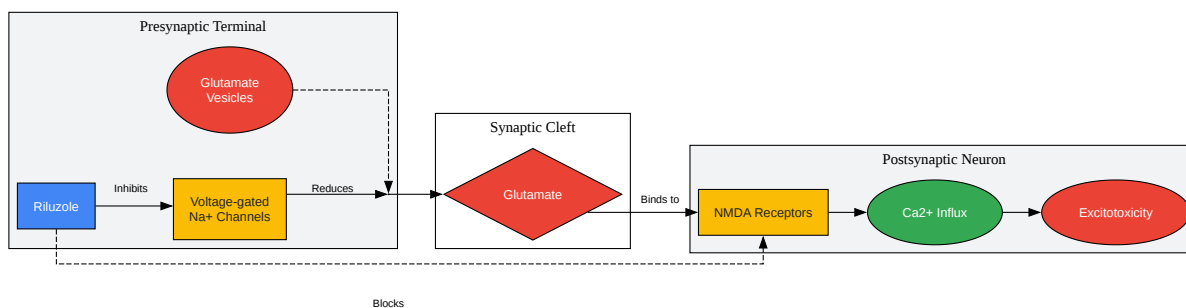 Presynaptic Terminal
Glutamate
Vesicles
Riluzole
Inhibits
Voltage-gated
Na+ Channels
Reduces
Synaptic Cleft
Glutamate
Binds to
Postsynaptic Neuron
NMDA Receptors
Ca2+ Influx
Excitotoxicity
Blocks